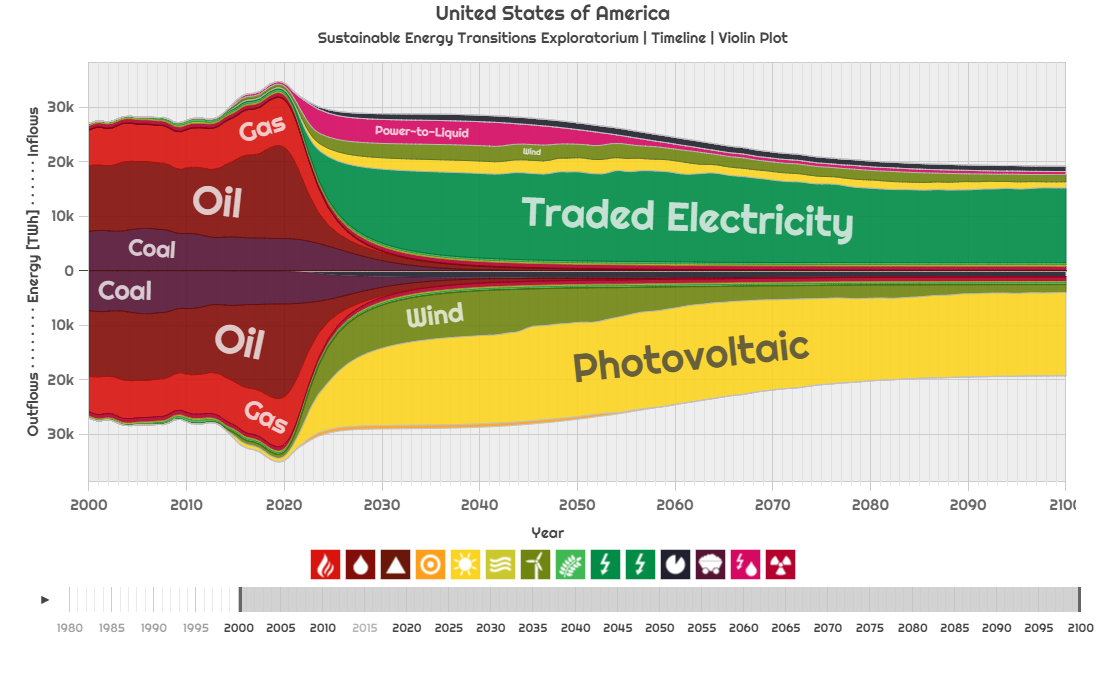 United States of America
Sustainable Energy Transitions Exploratorium | Timeline | Violin Plot
Outflows · · · · · · · · Energy [TWh] · · · · · · Inflows
30k
20k
10k
0
10k
20k
30k
Gas
Oil
Coal
Power-to-Liquid
Wind
Traded Electricity
Coal
Oil
Gas
Wind
Photovoltaic
2000 2010 2020 2030 2040 2050 2060 2070 2080 2090 210
Year
1980 1985 1990 1995 2000 2005 2010 2015 2020 2025 2030 2035 2040 2045 2050 2055 2060 2065 2070 2075 2080 2085 2090 2095 2100